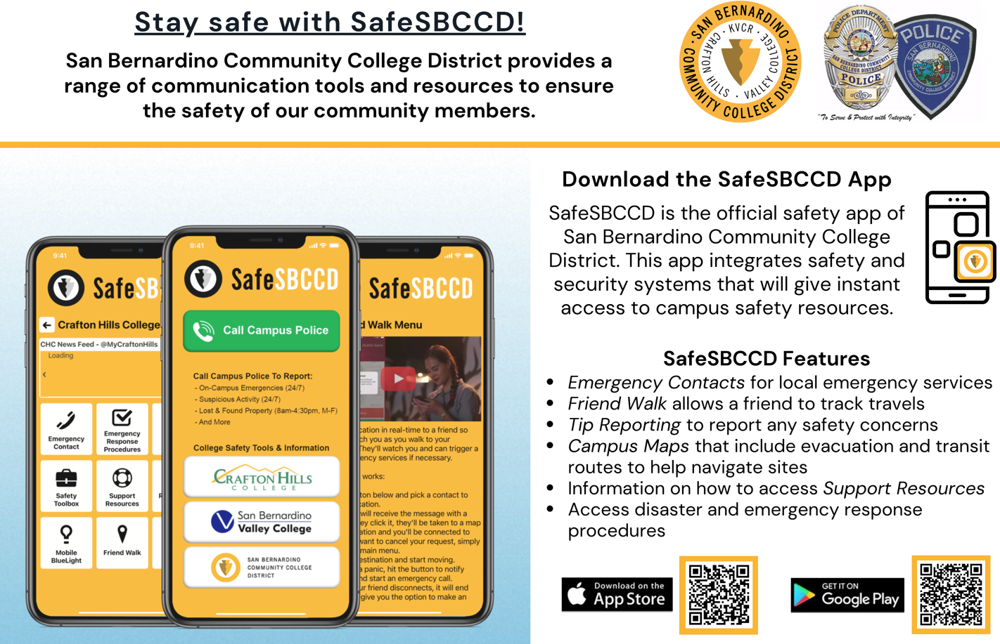 Stay safe with SafeSBCCD!
San Bernardino Community College District provides a
range of communication tools and resources to ensure
the safety of our community members.
SAN BERNARDINO
COMMUNITY COLLEGE DISTRICT
KVCR
CRAFTON HILLS
VALLEY COLLEGE
POLICE DEPARTMENT
SAN BERNARDINO COMMUNITY
COLLEGE DISTRICT
POLICE
POLICE
SAN BERNARDINO
COMMUNITY COLLEGE DISTRICT
"To Serve & Protect with Integrity"
9:41
SafeSB
Crafton Hills College
CHC News Feed - @MyCraftonHills
Loading
Emergency
Contact
Emergency
Response
Procedures
Safety
Toolbox
Support
Resources
R
Mobile
BlueLight
Friend Walk
9:41
SafeSBCCD
Call Campus Police
Call Campus Police To Report:
- On-Campus Emergencies (24/7)
- Suspicious Activity (24/7)
- Lost & Found Property (8am-4:30pm, M-F)
- And More
College Safety Tools & Information
CRAFTON HILLS
COLLEGE
San Bernardino
Valley College
SAN BERNARDINO
COMMUNITY COLLEGE
DISTRICT
SafeSBCCD
d Walk Menu
Mobile Safety
cation in real-time to a friend so
ch you as you walk to your
They'll watch you and can trigger a
ency services if necessary.
works:
ton below and pick a contact to
cation.
will receive the message with a
ey click it, they'll be taken to a map
ation and you'll be connected to
want to cancel your request, simply
main menu.
estination and start moving.
a panic, hit the button to notify
nd start an emergency call.
ur friend disconnects, it will end
give you the option to make an
Download the SafeSBCCD App
SafeSBCCD is the official safety app of
San Bernardino Community College
District. This app integrates safety and
security systems that will give instant
access to campus safety resources.
SafeSBCCD Features
• Emergency Contacts for local emergency services
• Friend Walk allows a friend to track travels
• Tip Reporting to report any safety concerns
• Campus Maps that include evacuation and transit
routes to help navigate sites
• Information on how to access Support Resources
• Access disaster and emergency response
procedures
Download on the
App Store
GET IT ON
Google Play